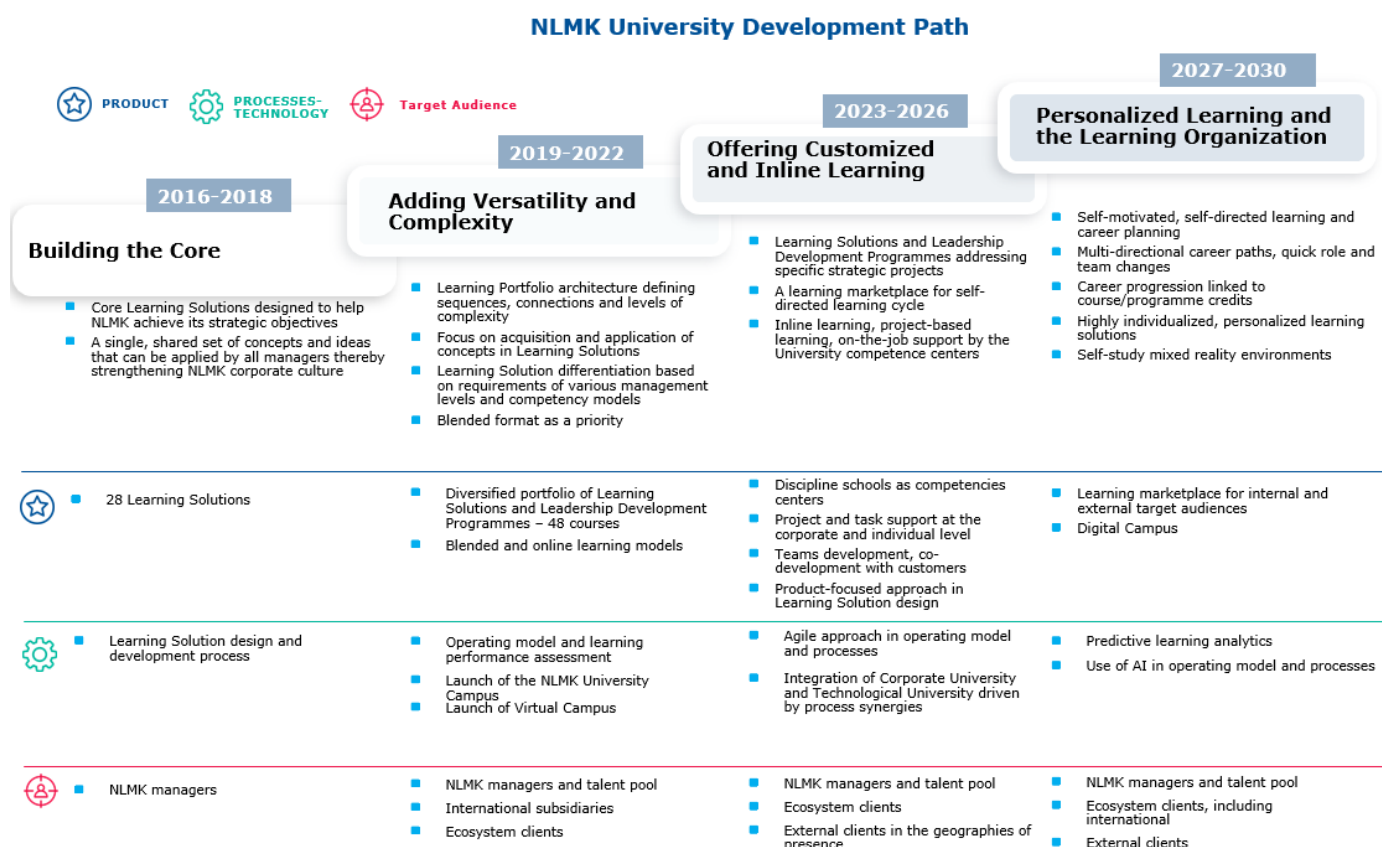 NLMK University Development Path
PRODUCT
PROCESSES-
TECHNOLOGY
Target Audience
2016-2018
Building the Core
Core Learning Solutions designed to help
NLMK achieve its strategic objectives
A single, shared set of concepts and ideas
that can be applied by all managers thereby
strengthening NLMK corporate culture
2019-2022
Adding Versatility and
Complexity
Learning Portfolio architecture defining
sequences, connections and levels of
complexity
Focus on acquisition and application of
concepts in Learning Solutions
Learning Solution differentiation based
on requirements of various management
levels and competency models
Blended format as a priority
2023-2026
Offering Customized
and Inline Learning
Learning Solutions and Leadership
Development Programmes addressing
specific strategic projects
A learning marketplace for self-
directed learning cycle
Inline learning, project-based
learning, on-the-job support by the
University competence centers
2027-2030
Personalized Learning and
the Learning Organization
Self-motivated, self-directed learning and
career planning
Multi-directional career paths, quick role and
team changes
Career progression linked to
course/programme credits
Highly individualized, personalized learning
solutions
Self-study mixed reality environments
28 Learning Solutions
Diversified portfolio of Learning
Solutions and Leadership Development
Programmes – 48 courses
Blended and online learning models
Discipline schools as competencies
centers
Project and task support at the
corporate and individual level
Teams development, co-
development with customers
Product-focused approach in
Learning Solution design
Learning marketplace for internal and
external target audiences
Digital Campus
Learning Solution design and
development process
Operating model and learning
performance assessment
Launch of the NLMK University
Campus
Launch of Virtual Campus
Agile approach in operating model
and processes
Integration of Corporate University
and Technological University driven
by process synergies
Predictive learning analytics
Use of AI in operating model and processes
NLMK managers
NLMK managers and talent pool
International subsidiaries
Ecosystem clients
NLMK managers and talent pool
Ecosystem clients
External clients in the geographies of
presence
NLMK managers and talent pool
Ecosystem clients, including
international
External clients